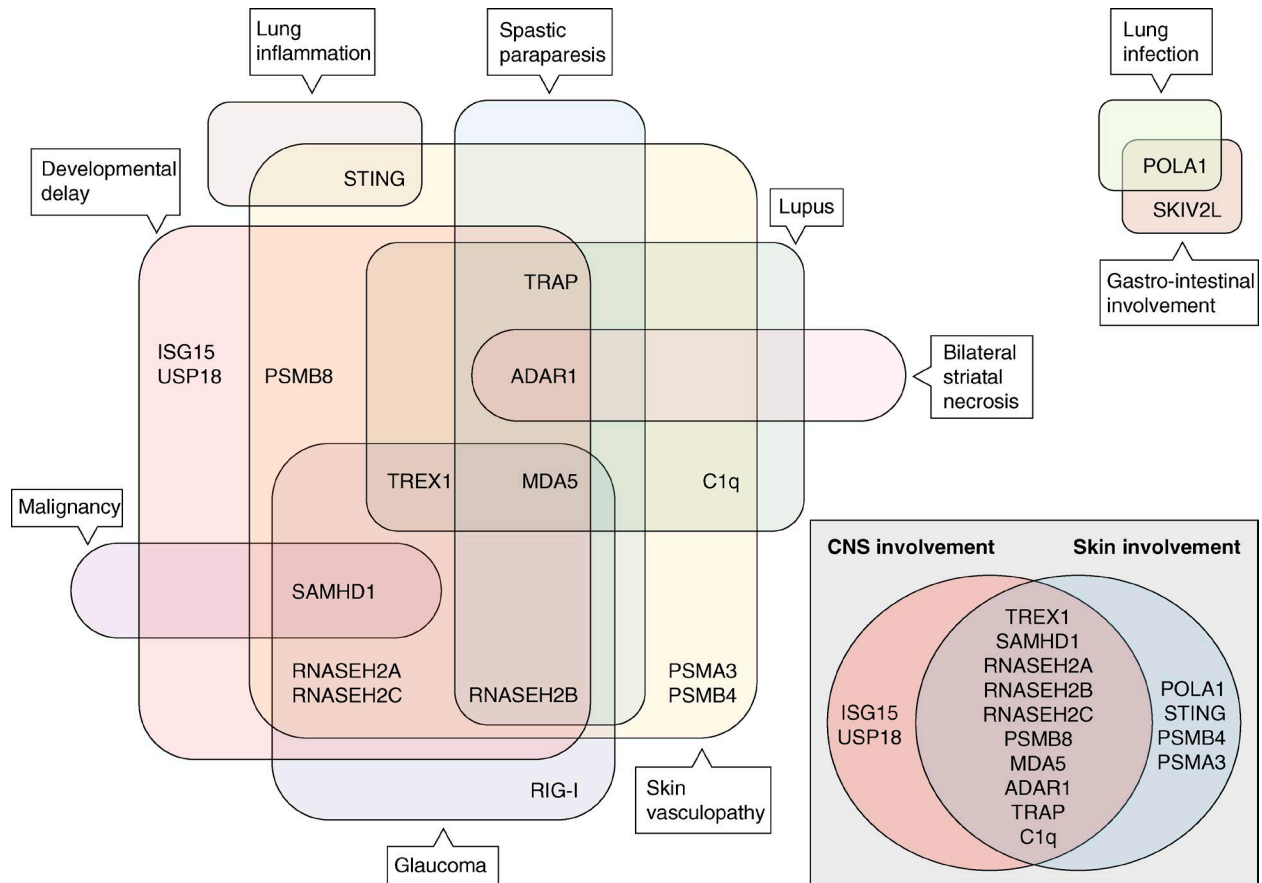 Lung
inflammation
Spastic
paraparesis
Lung
infection
Developmental
delay
STING
POLA1
SKIV2L
Lupus
Gastro-intestinal
involvement
TRAP
ISG15
USP18
PSMB8
ADAR1
Bilateral
striatal
necrosis
Malignancy
TREX1
MDA5
C1q
SAMHD1
RNASEH2A
RNASEH2C
RNASEH2B
PSMA3
PSMB4
RIG-I
Skin
vasculopathy
Glaucoma
CNS involvement
Skin involvement
ISG15
USP18
TREX1
SAMHD1
RNASEH2A
RNASEH2B
RNASEH2C
PSMB8
MDA5
ADAR1
TRAP
C1q
POLA1
STING
PSMB4
PSMA3